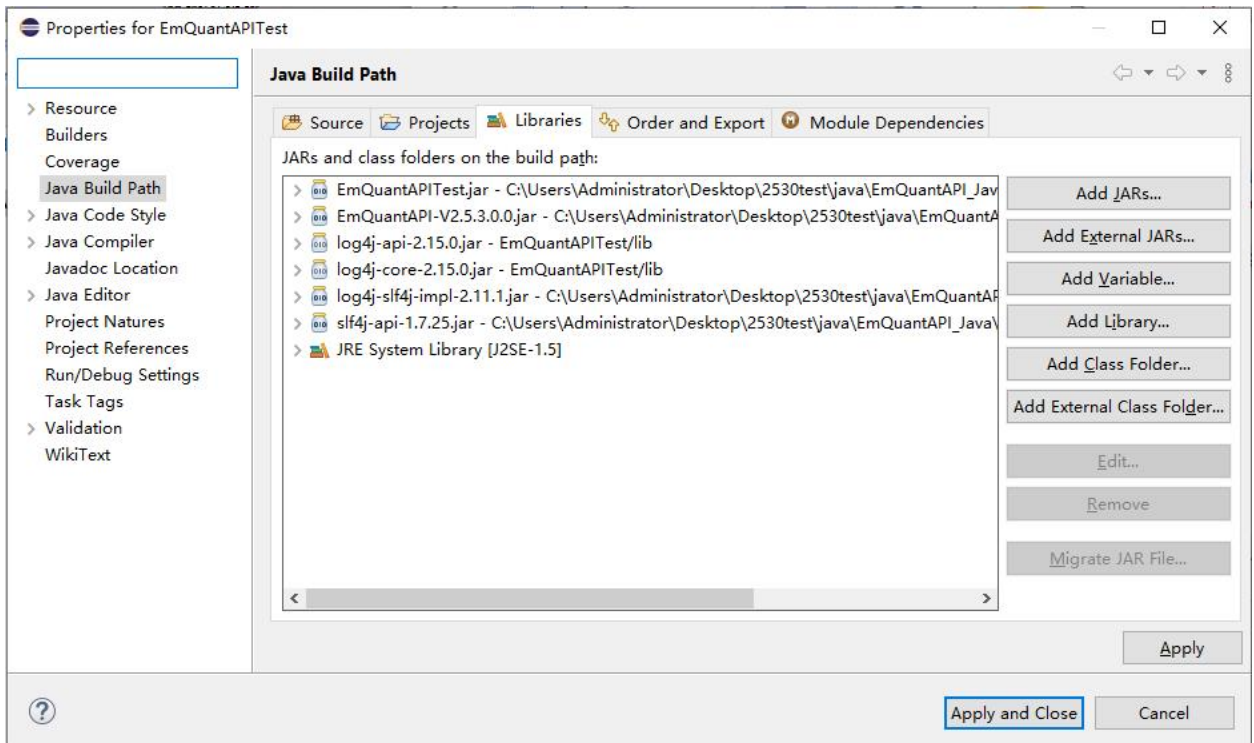 Properties for EmQuantAPITest
Java Build Path
Resource
Builders
Coverage
Java Build Path
Java Code Style
Java Compiler
Javadoc Location
Java Editor
Project Natures
Project References
Run/Debug Settings
Task Tags
Validation
WikiText
Source Projects Libraries Order and Export Module Dependencies
JARs and class folders on the build path:
EmQuantAPITest.jar - C:\Users\Administrator\Desktop\2530test\java\EmQuantAPI_Jav
EmQuantAPI-V2.5.3.0.0.jar - C:\Users\Administrator\Desktop\2530test\java\EmQuantA
log4j-api-2.15.0.jar - EmQuantAPITest/lib
log4j-core-2.15.0.jar - EmQuantAPITest/lib
log4j-slf4j-impl-2.11.1.jar - C:\Users\Administrator\Desktop\2530test\java\EmQuantAP
slf4j-api-1.7.25.jar - C:\Users\Administrator\Desktop\2530test\java\EmQuantAPI_Java\
JRE System Library [J2SE-1.5]
Add JARs...
Add External JARs...
Add Variable...
Add Library...
Add Class Folder...
Add External Class Folder...
Edit...
Remove
Migrate JAR File...
Apply
Apply and Close
Cancel